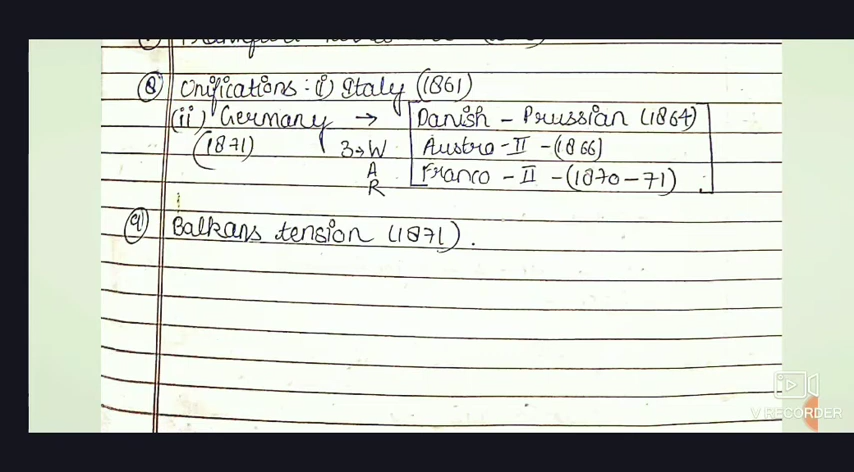 ⑧ Unifications : (i) Italy (1861)
(ii) Germany → Danish - Prussian (1864)
(1871) 3 → W Austro - II - (1866)
A
R Franco - II - (1870-71) .
⑨ Balkans tension (1871) .
V RECORDER